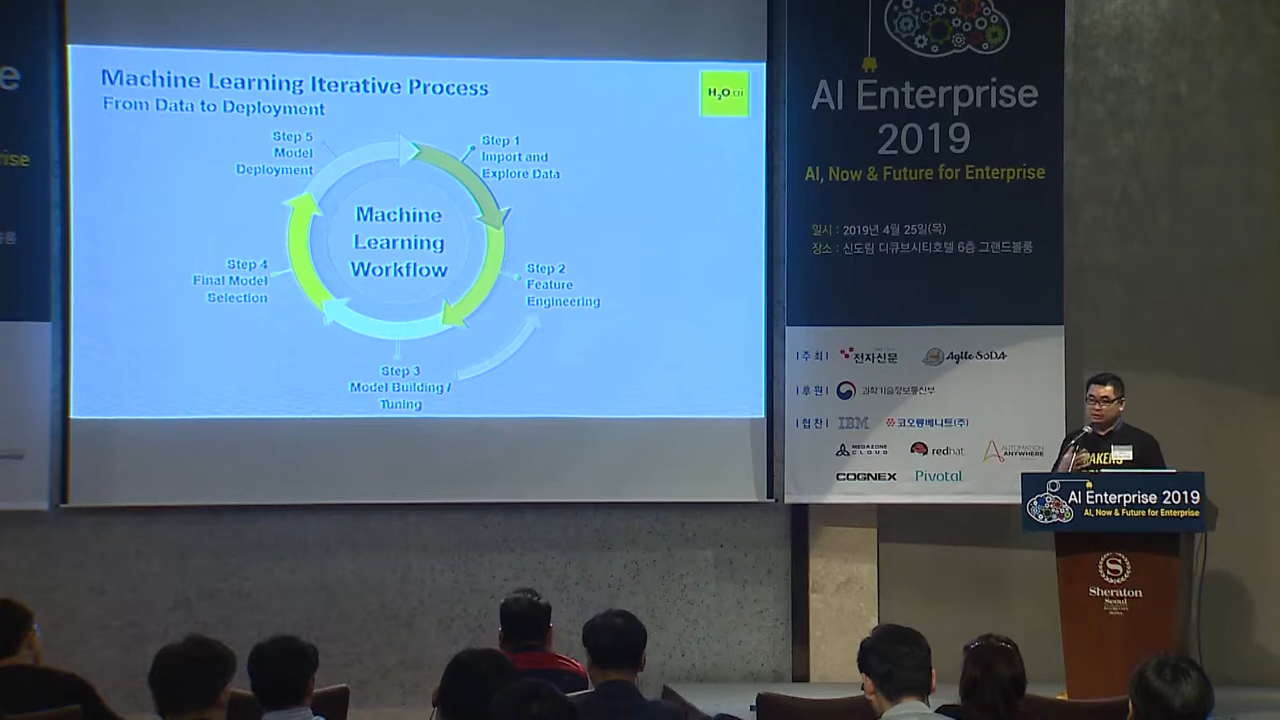 Machine Learning Iterative Process
From Data to Deployment
H2O.ai
Step 1
Import and
Explore Data
Step 2
Feature
Engineering
Step 3
Model Building /
Tuning
Step 4
Final Model
Selection
Step 5
Model
Deployment
Machine
Learning
Workflow
e
rise
AI Enterprise
2019
AI, Now & Future for Enterprise
일시 : 2019년 4월 25일(목)
장소 : 신도림 디큐브시티호텔 6층 그랜드볼룸
주최
전자신문
Agile SoDA
후원
과학기술정보통신부
협찬
IBM
코오롱베니트(주)
MEGAZONE
CLOUD
redhat
AUTOMATION
ANYWHERE
COGNEX
Pivotal
AKERS
AI Enterprise 2019
AI, Now & Future for Enterprise
S
Sheraton
Seoul